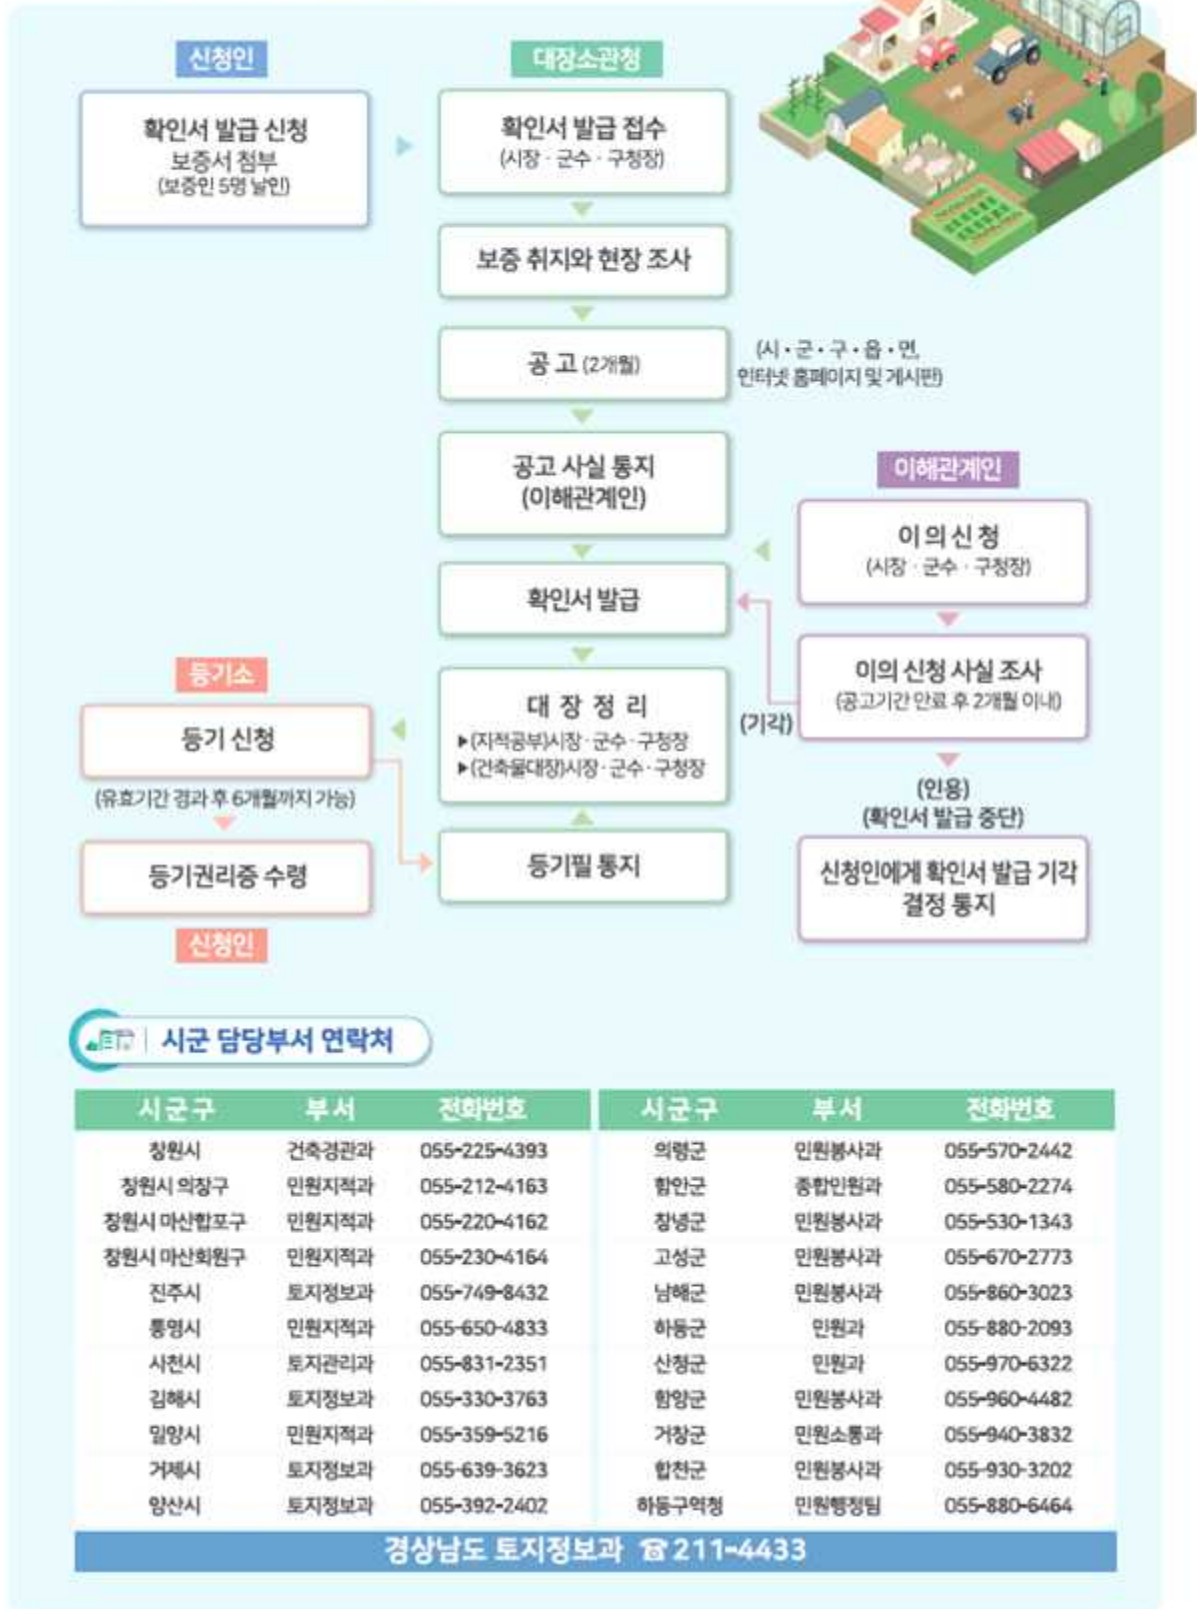 신청인
확인서 발급 신청
보증서 첨부
(보증인 5명 날인)
대장소관청
확인서 발급 접수
(시장 · 군수 · 구청장)
보증 취지와 현장 조사
공 고 (2개월)
(시 • 군 • 구 • 읍 • 면,
인터넷 홈페이지 및 게시판)
공고 사실 통지
(이해관계인)
이해관계인
이 의 신 청
(시장 · 군수 · 구청장)
확인서 발급
이의 신청 사실 조사
(공고기간 만료 후 2개월 이내)
(기각)
(인용)
(확인서 발급 중단)
신청인에게 확인서 발급 기각
결정 통지
대 장 정 리
▶(지적공부)시장 · 군수 · 구청장
▶(건축물대장)시장 · 군수 · 구청장
등기소
등기 신청
(유효기간 경과 후 6개월까지 가능)
등기필 통지
등기권리증 수령
신청인
시군 담당부서 연락처
시 군 구 부 서 전화번호 시 군 구 부 서 전화번호
창원시 건축경관과 055-225-4393 의령군 민원봉사과 055-570-2442
창원시 의창구 민원지적과 055-212-4163 함안군 종합민원과 055-580-2274
창원시 마산합포구 민원지적과 055-220-4162 창녕군 민원봉사과 055-530-1343
창원시 마산회원구 민원지적과 055-230-4164 고성군 민원봉사과 055-670-2773
진주시 토지정보과 055-749-8432 남해군 민원봉사과 055-860-3023
통영시 민원지적과 055-650-4833 하동군 민원과 055-880-2093
사천시 토지관리과 055-831-2351 산청군 민원과 055-970-6322
김해시 토지정보과 055-330-3763 함양군 민원봉사과 055-960-4482
밀양시 민원지적과 055-359-5216 거창군 민원소통과 055-940-3832
거제시 토지정보과 055-639-3623 합천군 민원봉사과 055-930-3202
양산시 토지정보과 055-392-2402 하동구역청 민원행정팀 055-880-6464
경상남도 토지정보과 ☎211-4433